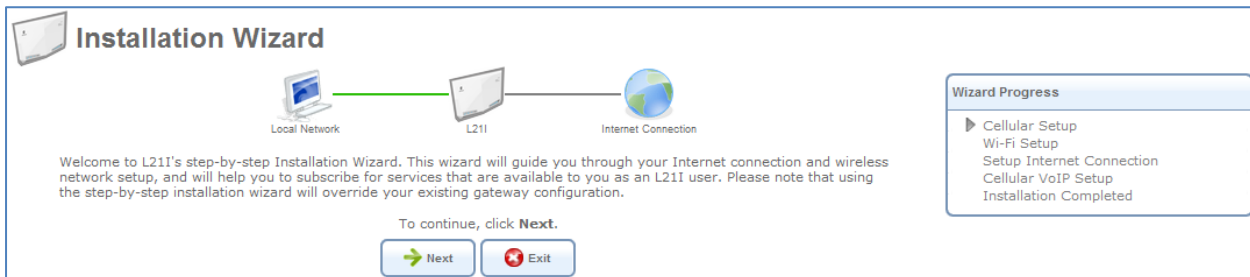 Installation Wizard
Local Network
L21I
Internet Connection
Welcome to L21I's step-by-step Installation Wizard. This wizard will guide you through your Internet connection and wireless
network setup, and will help you to subscribe for services that are available to you as an L21I user. Please note that using
the step-by-step installation wizard will override your existing gateway configuration.
To continue, click Next.
Next
Exit
Wizard Progress
Cellular Setup
Wi-Fi Setup
Setup Internet Connection
Cellular VoIP Setup
Installation Completed